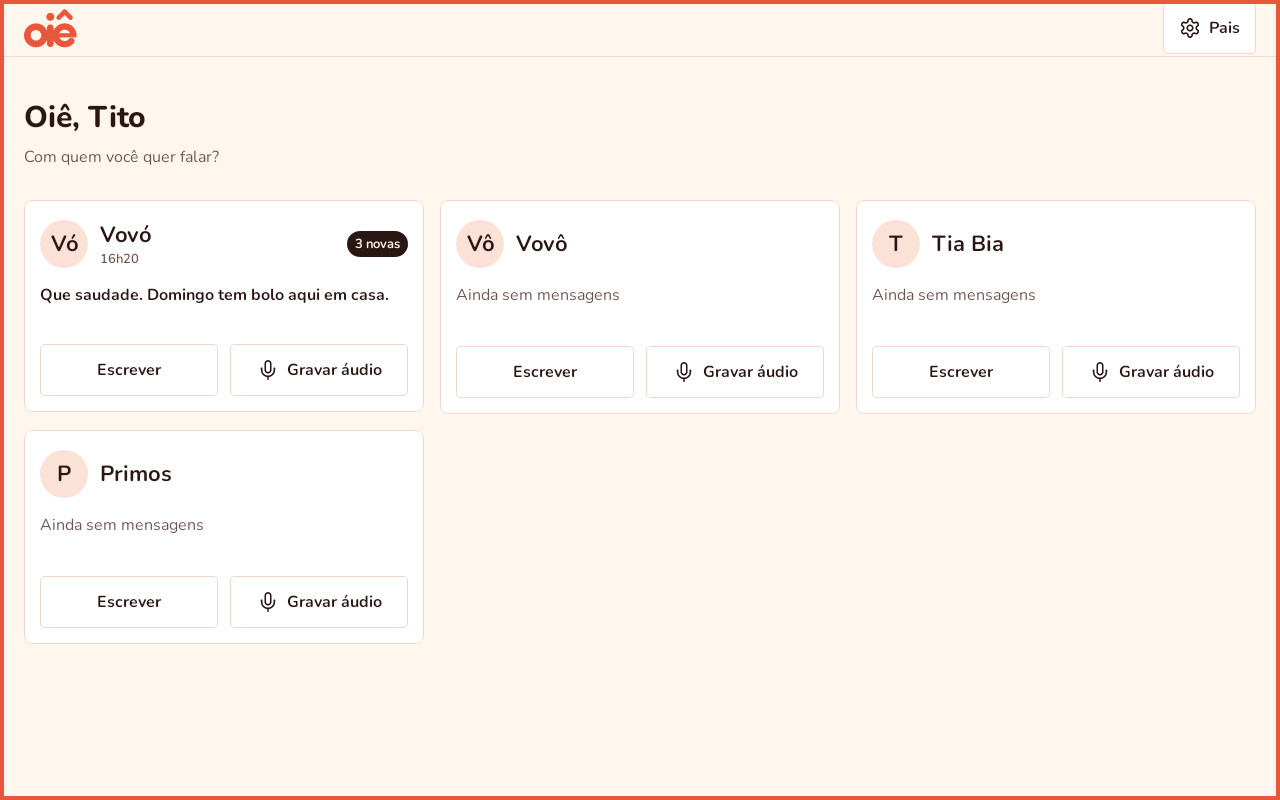 oiê
Pais
Oiê, Tito
Com quem você quer falar?
Vó
Vovó
16h20
3 novas
Que saudade. Domingo tem bolo aqui em casa.
Escrever
Gravar áudio
Vô
Vovô
Ainda sem mensagens
Escrever
Gravar áudio
T
Tia Bia
Ainda sem mensagens
Escrever
Gravar áudio
P
Primos
Ainda sem mensagens
Escrever
Gravar áudio